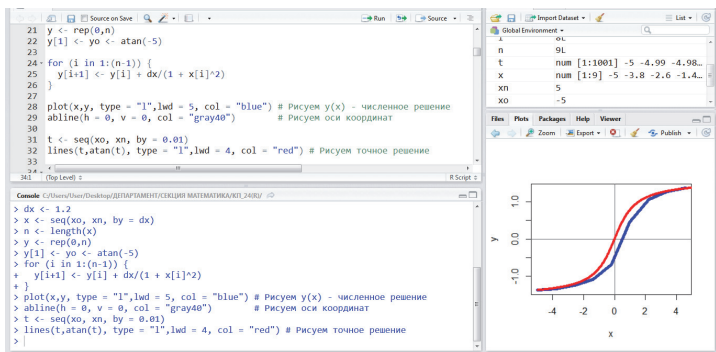 Source on Save
Run
Source
21 y <- rep(0,n)
22 y[1] <- yo <- atan(-5)
23
24 for (i in 1:(n-1)) {
25 y[i+1] <- y[i] + dx/(1 + x[i]^2)
26 }
27
28 plot(x,y, type = "l",lwd = 5, col = "blue") # Рисуем y(x) - численное решение
29 abline(h = 0, v = 0, col = "gray40") # Рисуем оси координат
30
31 t <- seq(xo, xn, by = 0.01)
32 lines(t,atan(t), type = "l",lwd = 4, col = "red") # Рисуем точное решение
33
34:1 (Top Level) R Script
Console C:/Users/User/Desktop/ДЕПАРТАМЕНТ/СЕКЦИЯ МАТЕМАТИКА/КП_24(R)/
> dx <- 1.2
> x <- seq(xo, xn, by = dx)
> n <- length(x)
> y <- rep(0,n)
> y[1] <- yo <- atan(-5)
> for (i in 1:(n-1)) {
+ y[i+1] <- y[i] + dx/(1 + x[i]^2)
+ }
> plot(x,y, type = "l",lwd = 5, col = "blue") # Рисуем y(x) - численное решение
> abline(h = 0, v = 0, col = "gray40") # Рисуем оси координат
> t <- seq(xo, xn, by = 0.01)
> lines(t,atan(t), type = "l",lwd = 4, col = "red") # Рисуем точное решение
>
Import Dataset List
Global Environment
n 9L
t num [1:1001] -5 -4.99 -4.98…
x num [1:9] -5 -3.8 -2.6 -1.4…
xn 5
xo -5
Files Plots Packages Help Viewer
Zoom Export Publish
1.0
0.0
-1.0
y
-4 -2 0 2 4
x